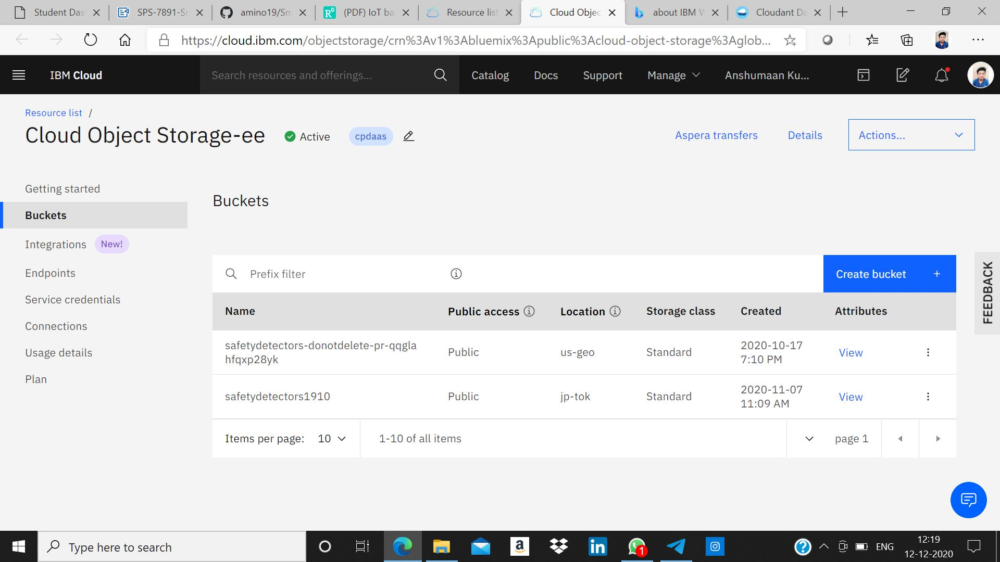 Student Das
SPS-7891-Sm
amino19/Sm
(PDF) IoT ba
Resource list
Cloud Objec
about IBM W
Cloudant Da
https://cloud.ibm.com/objectstorage/crn%3Av1%3Abluemix%3Apublic%3Acloud-object-storage%3Aglob...
IBM Cloud
Search resources and offerings...
Catalog
Docs
Support
Manage
Anshumaan Ku...
Resource list /
Cloud Object Storage-ee
Active
cpdaas
Aspera transfers
Details
Actions...
Getting started
Buckets
Integrations New!
Endpoints
Service credentials
Connections
Usage details
Plan
Buckets
Prefix filter
Create bucket +
Name Public access Location Storage class Created Attributes
safetydetectors-donotdelete-pr-qqgla
hfqxp28yk
Public us-geo Standard
2020-10-17
7:10 PM
View
safetydetectors1910 Public jp-tok Standard
2020-11-07
11:09 AM
View
Items per page: 10
1-10 of all items
page 1
FEEDBACK
Type here to search
1
ENG
12:19
12-12-2020